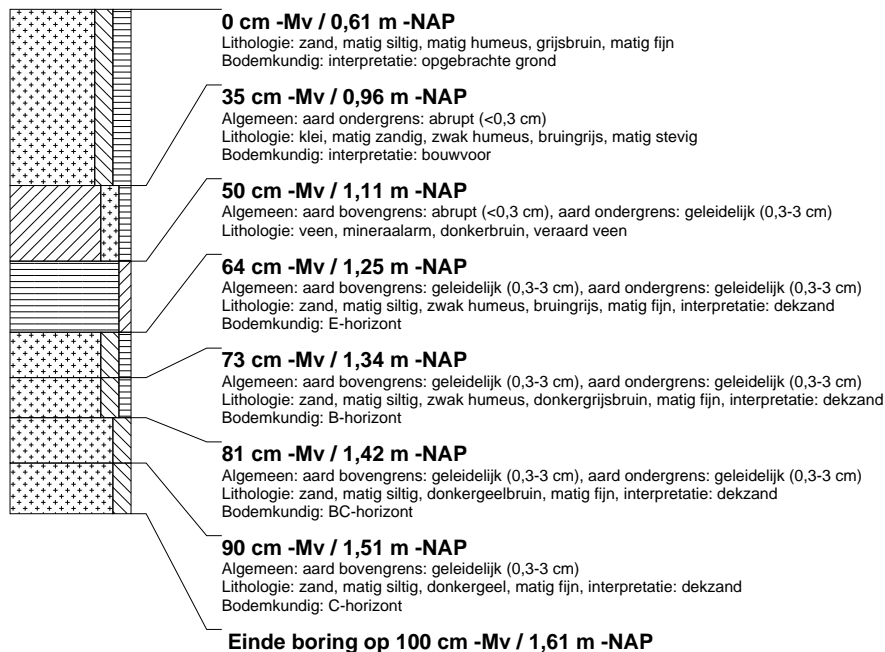 0 cm -Mv / 0,61 m -NAP
Lithologie: zand, matig siltig, matig humeus, grijsbruin, matig fijn
Bodemkundig: interpretatie: opgebrachte grond
35 cm -Mv / 0,96 m -NAP
Algemeen: aard ondergrens: abrupt (<0,3 cm)
Lithologie: klei, matig zandig, zwak humeus, bruingrijs, matig stevig
Bodemkundig: interpretatie: bouwvoor
50 cm -Mv / 1,11 m -NAP
Algemeen: aard bovengrens: abrupt (<0,3 cm), aard ondergrens: geleidelijk (0,3-3 cm)
Lithologie: veen, mineraalarm, donkerbruin, veraard veen
64 cm -Mv / 1,25 m -NAP
Algemeen: aard bovengrens: geleidelijk (0,3-3 cm), aard ondergrens: geleidelijk (0,3-3 cm)
Lithologie: zand, matig siltig, zwak humeus, bruingrijs, matig fijn, interpretatie: dekzand
Bodemkundig: E-horizont
73 cm -Mv / 1,34 m -NAP
Algemeen: aard bovengrens: geleidelijk (0,3-3 cm), aard ondergrens: geleidelijk (0,3-3 cm)
Lithologie: zand, matig siltig, zwak humeus, donkergrijsbruin, matig fijn, interpretatie: dekzand
Bodemkundig: B-horizont
81 cm -Mv / 1,42 m -NAP
Algemeen: aard bovengrens: geleidelijk (0,3-3 cm), aard ondergrens: geleidelijk (0,3-3 cm)
Lithologie: zand, matig siltig, donkergeelbruin, matig fijn, interpretatie: dekzand
Bodemkundig: BC-horizont
90 cm -Mv / 1,51 m -NAP
Algemeen: aard bovengrens: geleidelijk (0,3-3 cm)
Lithologie: zand, matig siltig, donkergeel, matig fijn, interpretatie: dekzand
Bodemkundig: C-horizont
Einde boring op 100 cm -Mv / 1,61 m -NAP